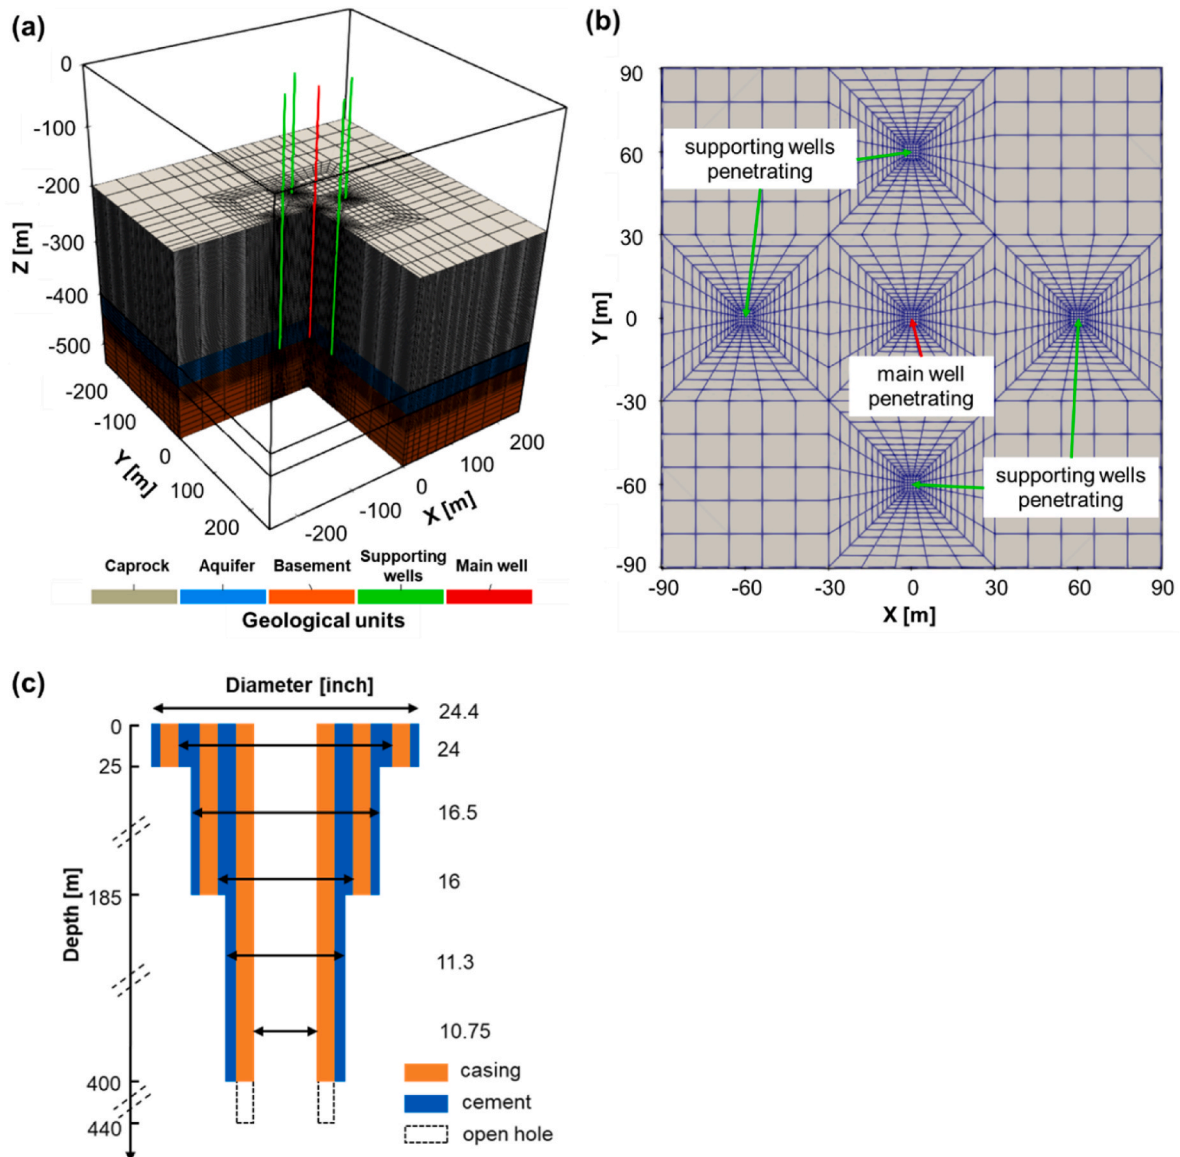 (a)
0
-100
-200
-300
-400
-500
Z [m]
-200
-100
0
100
200
Y [m]
-200
-100
0
100
200
X [m]
Caprock
Aquifer
Basement
Supporting
wells
Main well
Geological units
(b)
90
60
30
0
-30
-60
-90
Y [m]
supporting wells
penetrating
main well
penetrating
supporting wells
penetrating
-90
-60
-30
0
30
60
90
X [m]
(c)
Diameter [inch]
24.4
24
16.5
16
11.3
10.75
0
25
185
400
440
Depth [m]
casing
cement
open hole